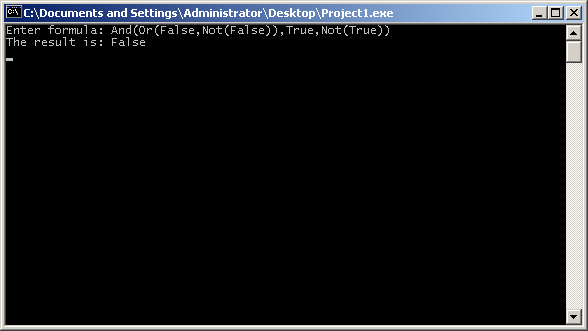 C:\Documents and Settings\Administrator\Desktop\Project1.exe
Enter formula: And(Or(False,Not(False)),True,Not(True))
The result is: False